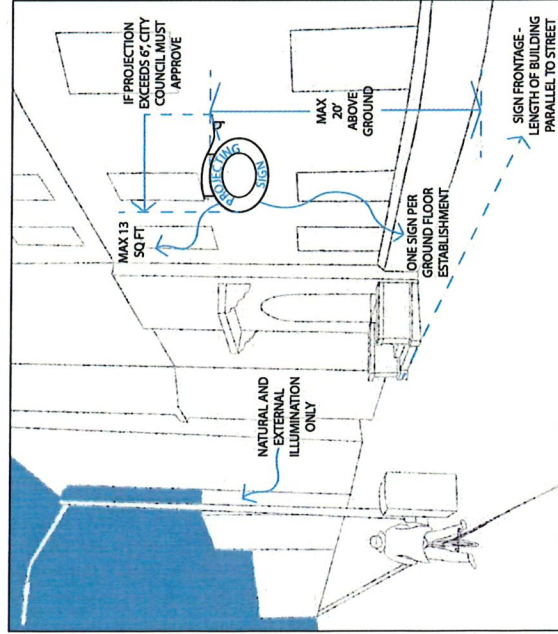 IF PROJECTION
EXCEEDS 6", CITY
COUNCIL MUST
APPROVE
PROJECTING
SIGN
MAX 13
SQ FT
MAX
20'
ABOVE
GROUND
ONE SIGN PER
GROUND FLOOR
ESTABLISHMENT
NATURAL AND
EXTERNAL
ILLUMINATION
ONLY
SIGN FRONTAGE -
LENGTH OF BUILDING
PARALLEL TO STREET